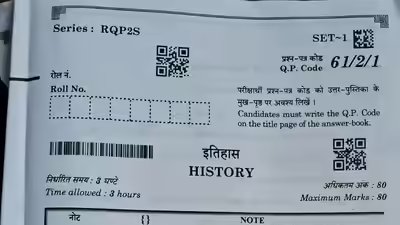 Series : RQP2S
SET~1
प्रश्न-पत्र कोड
Q.P. Code 61/2/1
रोल नं.
Roll No.
परीक्षार्थी प्रश्न-पत्र कोड को उत्तर-पुस्तिका के
मुख-पृष्ठ पर अवश्य लिखें ।
Candidates must write the Q.P. Code
on the title page of the answer-book.
इतिहास
HISTORY
निर्धारित समय : 3 घण्टे
Time allowed : 3 hours
अधिकतम अंक : 80
Maximum Marks : 80
नोट
NOTE